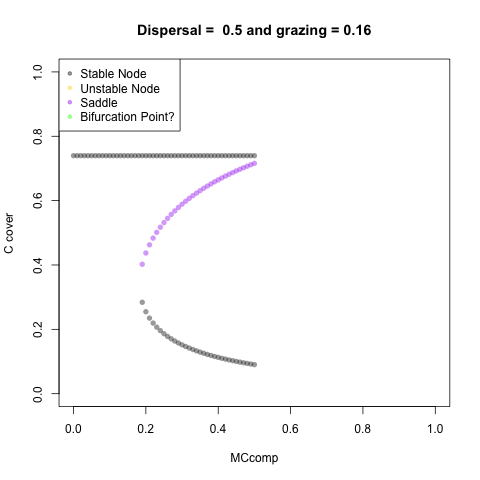 Dispersal =  0.5 and grazing = 0.16
Stable Node
Unstable Node
Saddle
Bifurcation Point?
C cover
1.0
0.8
0.6
0.4
0.2
0.0
0.0 0.2 0.4 0.6 0.8 1.0
MCcomp